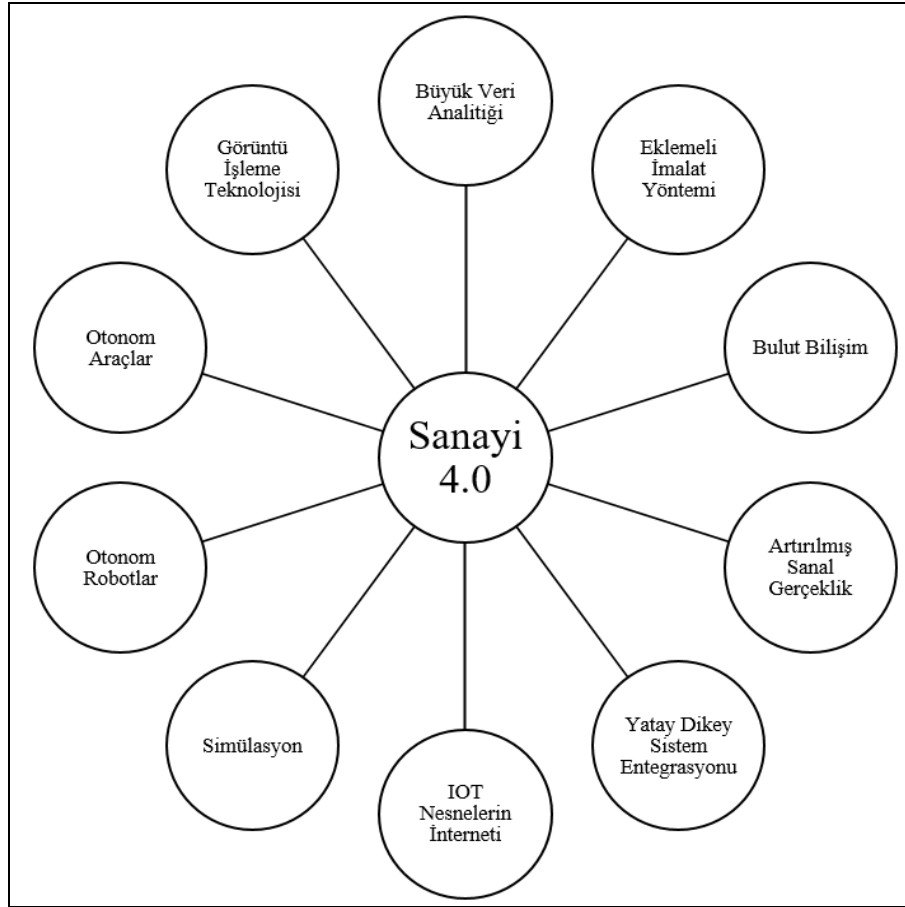 Büyük Veri
Analitiği
Eklemeli
İmalat
Yöntemi
Bulut Bilişim
Artırılmış
Sanal
Gerçeklik
Yatay Dikey
Sistem
Entegrasyonu
IOT
Nesnelerin
İnterneti
Simülasyon
Otonom
Robotlar
Otonom
Araçlar
Görüntü
İşleme
Teknolojisi
Sanayi
4.0